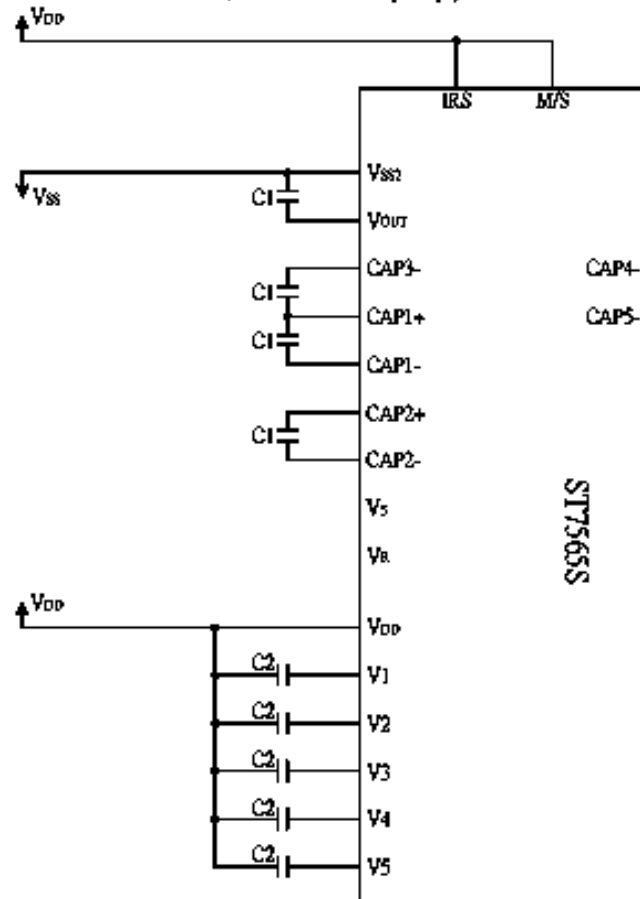 VDD
IRS M/S
VSS2
VSS
C1
VOUT
CAP3-
CAP4-
C1
CAP1+
CAP5-
C1
CAP1-
CAP2+
C1
CAP2-
V5
ST7565S
VR
VDD
VDD
C2
V1
C2
V2
C2
V3
C2
V4
C2
V5